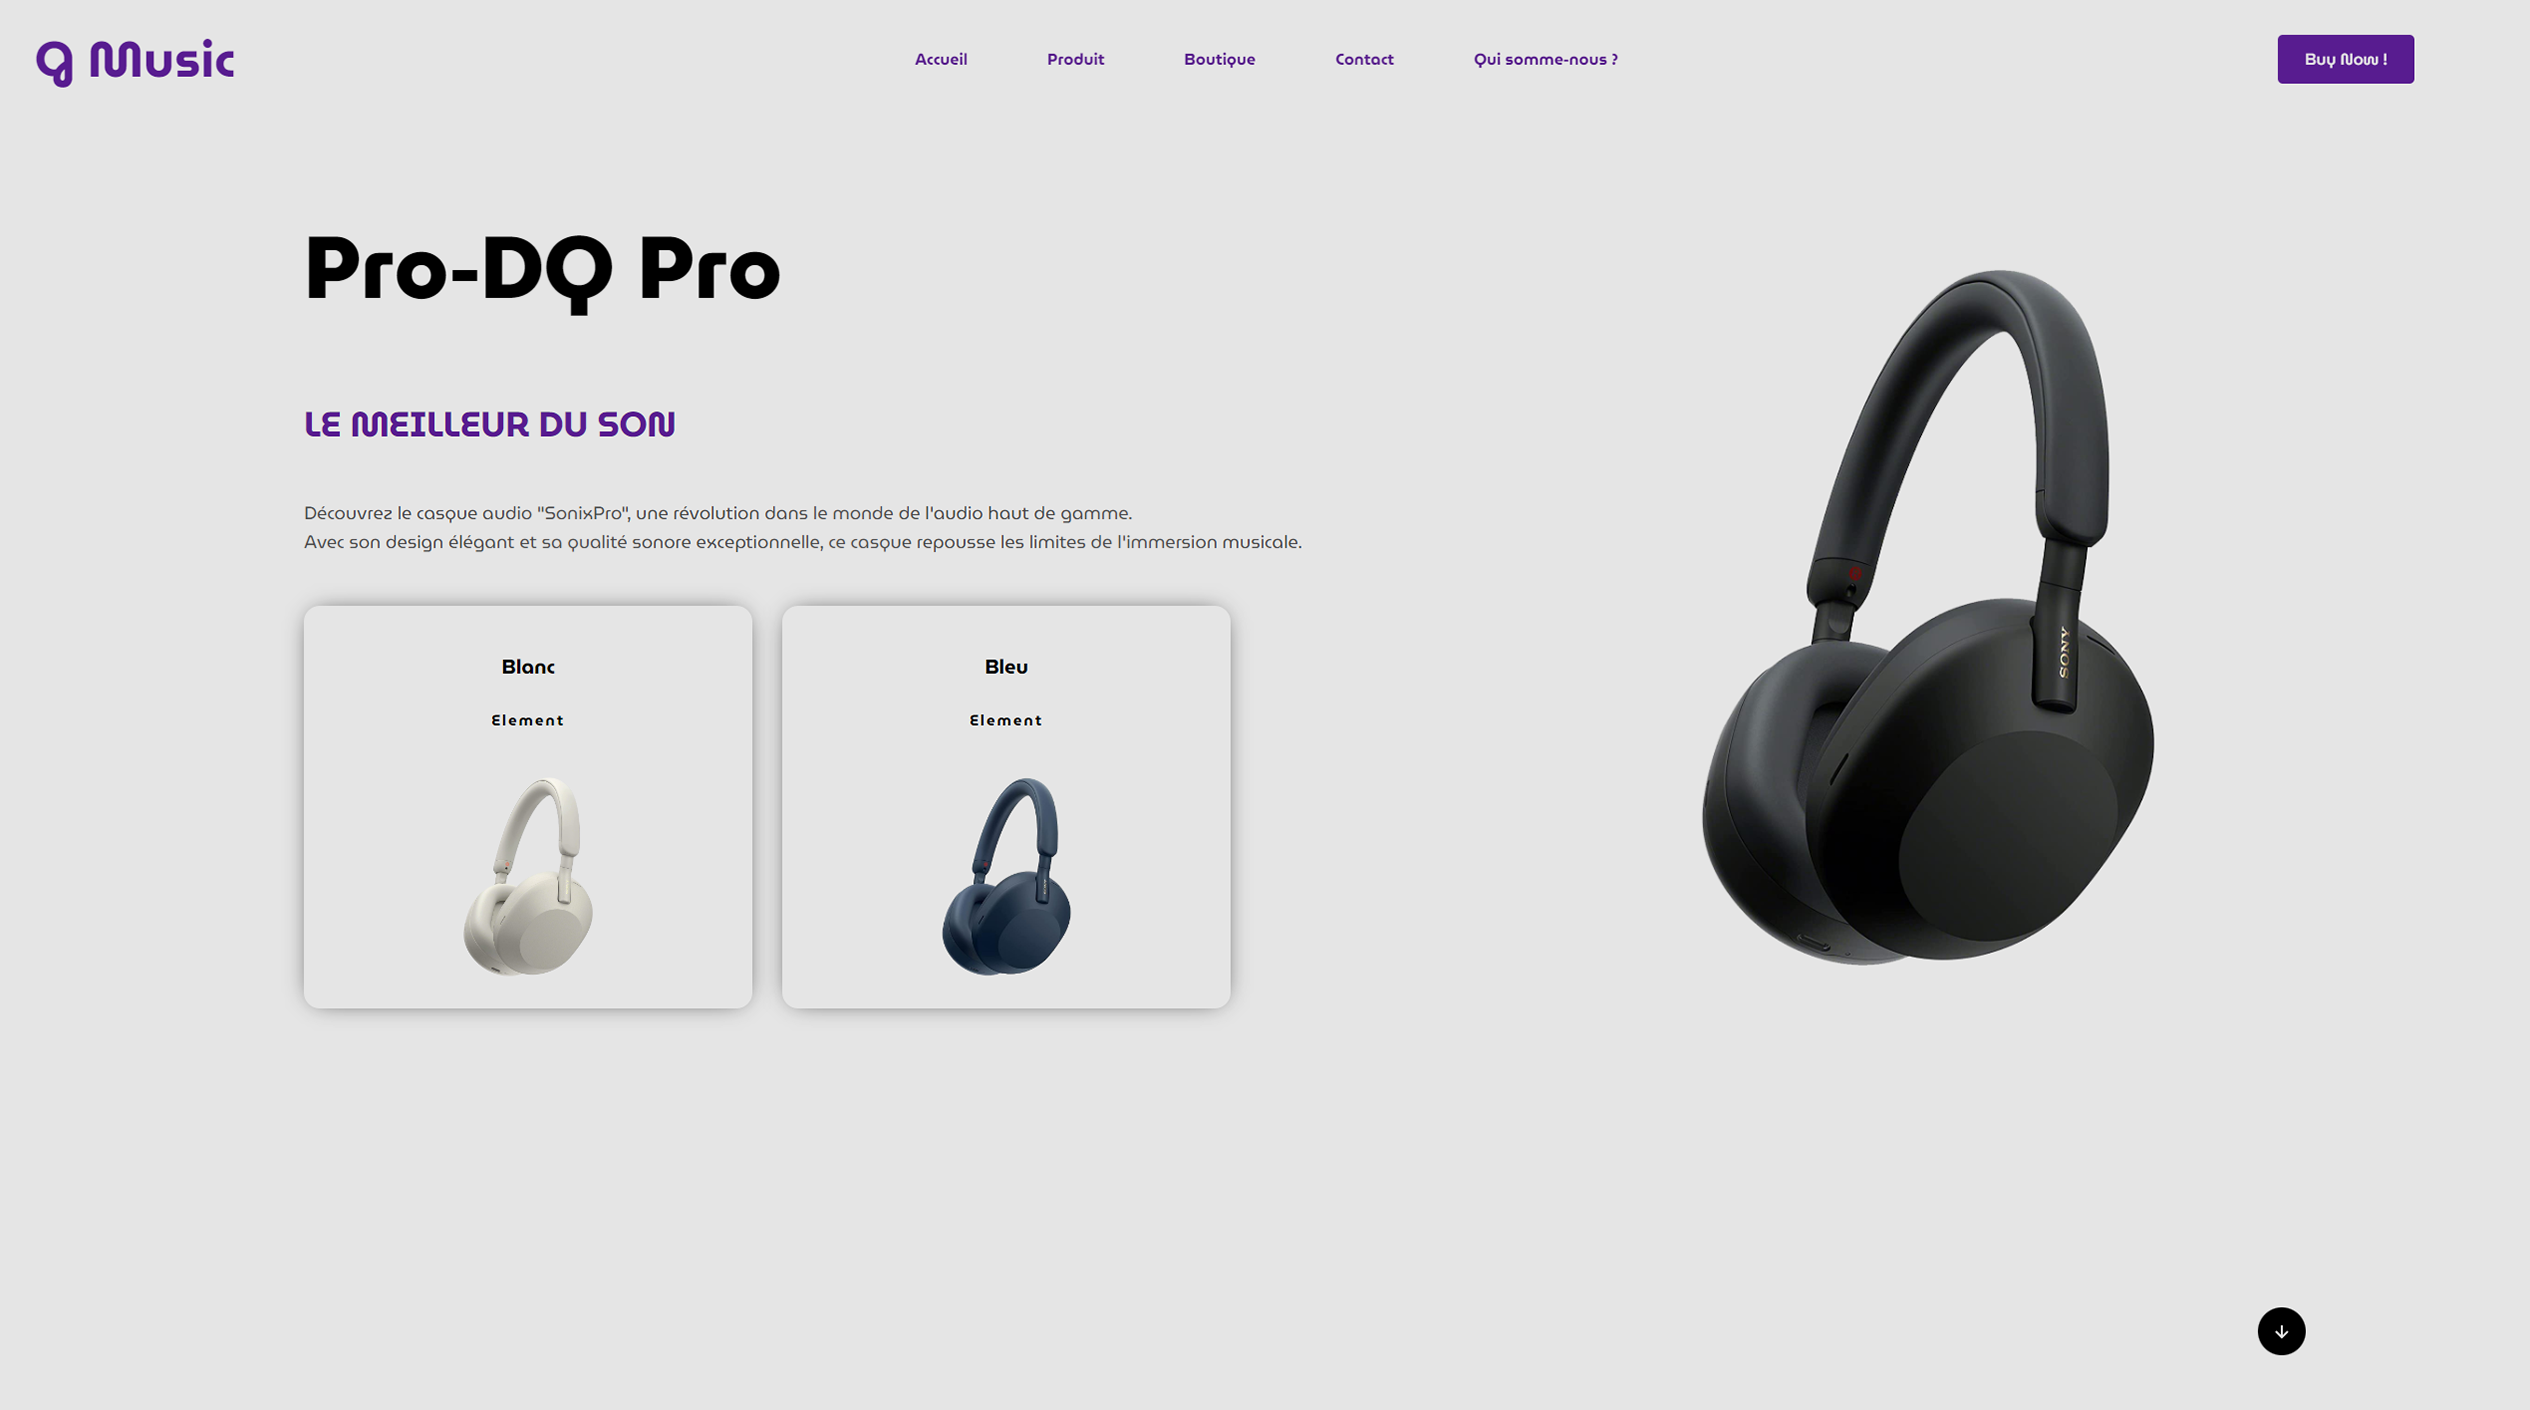 q Music
Accueil
Produit
Boutique
Contact
Qui somme-nous ?
Buy Now !
Pro-DQ Pro
LE MEILLEUR DU SON
Découvrez le casque audio "SonixPro", une révolution dans le monde de l'audio haut de gamme.
Avec son design élégant et sa qualité sonore exceptionnelle, ce casque repousse les limites de l'immersion musicale.
Blanc
Element
Bleu
Element
SONY